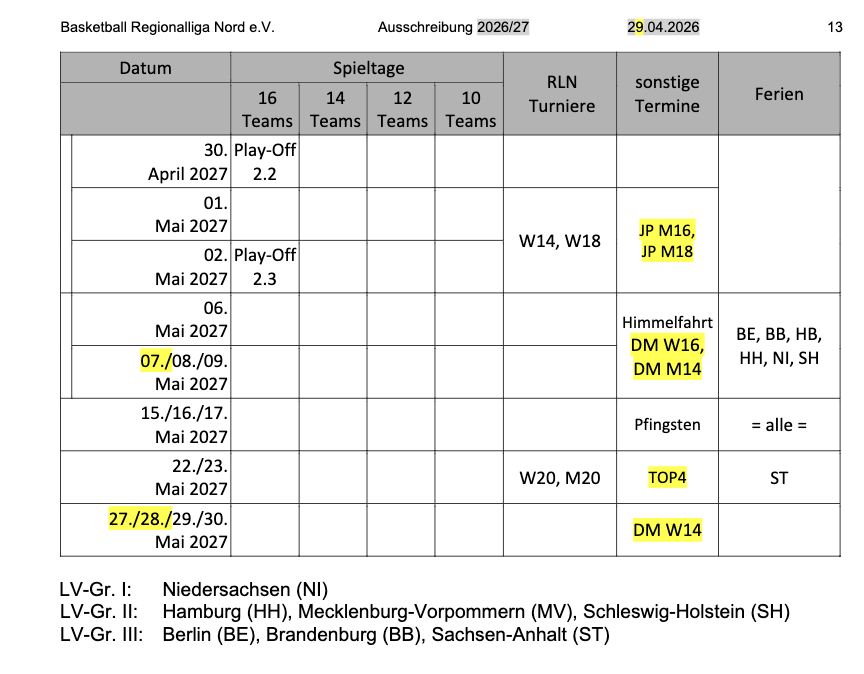 Basketball Regionalliga Nord e.V. Ausschreibung 2026/27 29.04.2026 13
Datum Spieltage RLN Turniere sonstige Termine Ferien
16 Teams 14 Teams 12 Teams 10 Teams
30. April 2027 Play-Off 2.2
01. Mai 2027 W14, W18 JP M16, JP M18
02. Mai 2027 Play-Off 2.3
06. Mai 2027 Himmelfahrt DM W16, DM M14 BE, BB, HB, HH, NI, SH
07./08./09. Mai 2027
15./16./17. Mai 2027 Pfingsten = alle =
22./23. Mai 2027 W20, M20 TOP4 ST
27./28./29./30. Mai 2027 DM W14
LV-Gr. I: Niedersachsen (NI)
LV-Gr. II: Hamburg (HH), Mecklenburg-Vorpommern (MV), Schleswig-Holstein (SH)
LV-Gr. III: Berlin (BE), Brandenburg (BB), Sachsen-Anhalt (ST)